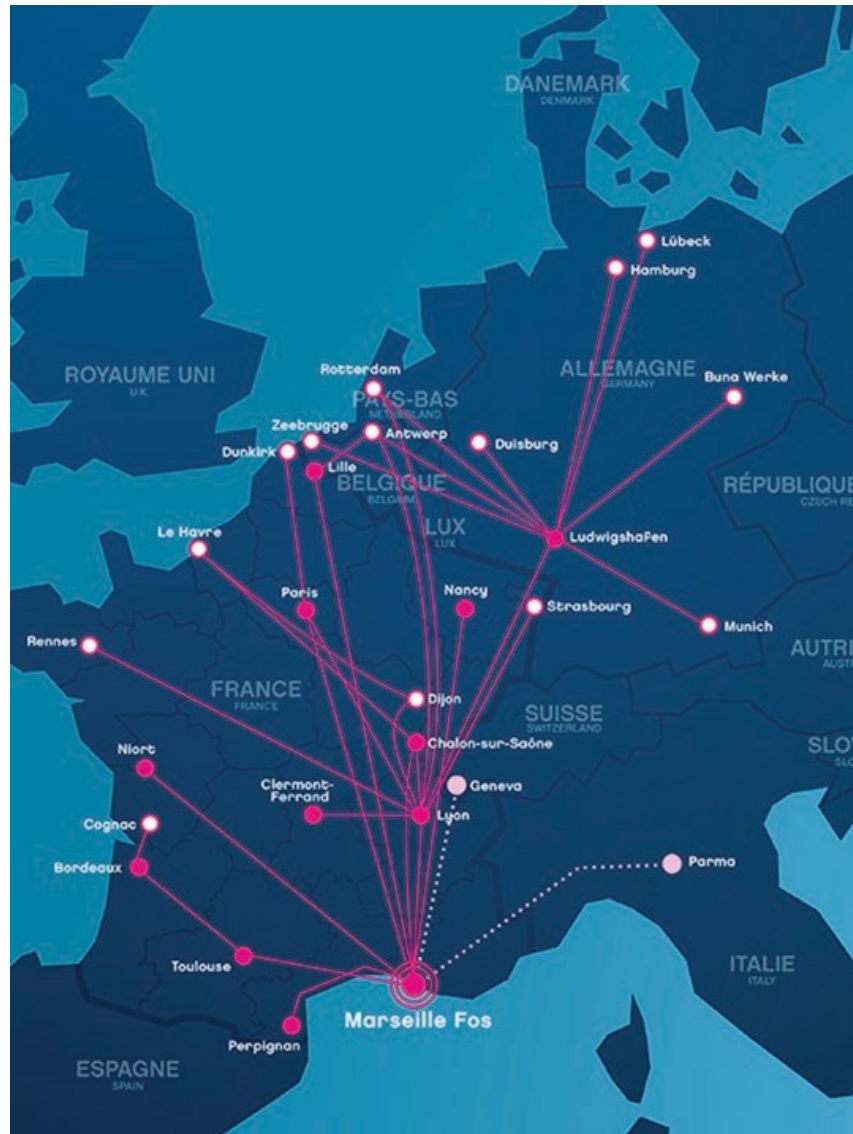 DANEMARK
DENMARK
Lübeck
Hamburg
ROYAUME UNI
U.K.
Rotterdam
ALLEMAGNE
GERMANY
Buna Werke
PAYS-BAS
NETHERLAND
Zeebrugge
Antwerp
Dunkirk
Duisburg
Lille
BELGIQUE
BELGIUM
RÉPUBLIQUE
CZECH RE
LUX
LUX
Le Havre
Ludwigshafen
Paris
Nancy
Strasbourg
Munich
Rennes
AUTRI
AUST
FRANCE
FRANCE
Dijon
SUISSE
SWITZERLAND
Niort
Chalon-sur-Saône
SLO
SLO
Clermont-
Ferrand
Geneva
Cognac
Lyon
Bordeaux
Parma
Toulouse
ITALIE
ITALY
Marseille Fos
Perpignan
ESPAGNE
SPAIN